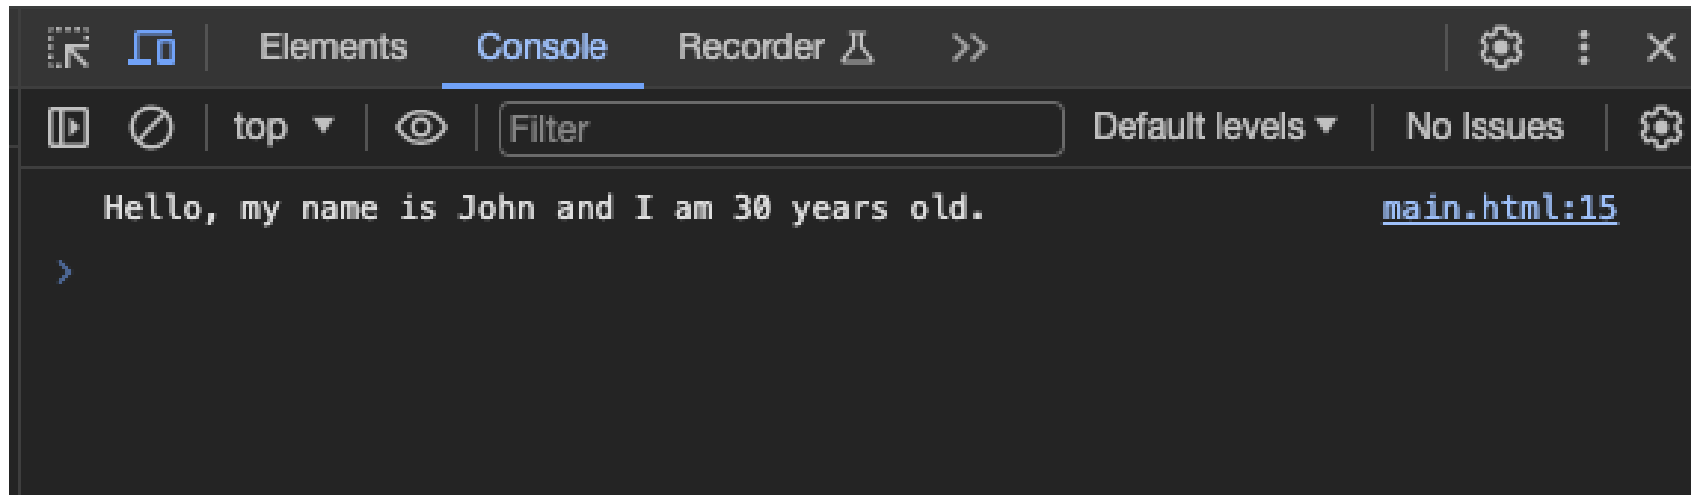 Elements Console Recorder
top Filter Default levels No Issues
Hello, my name is John and I am 30 years old. main.html:15